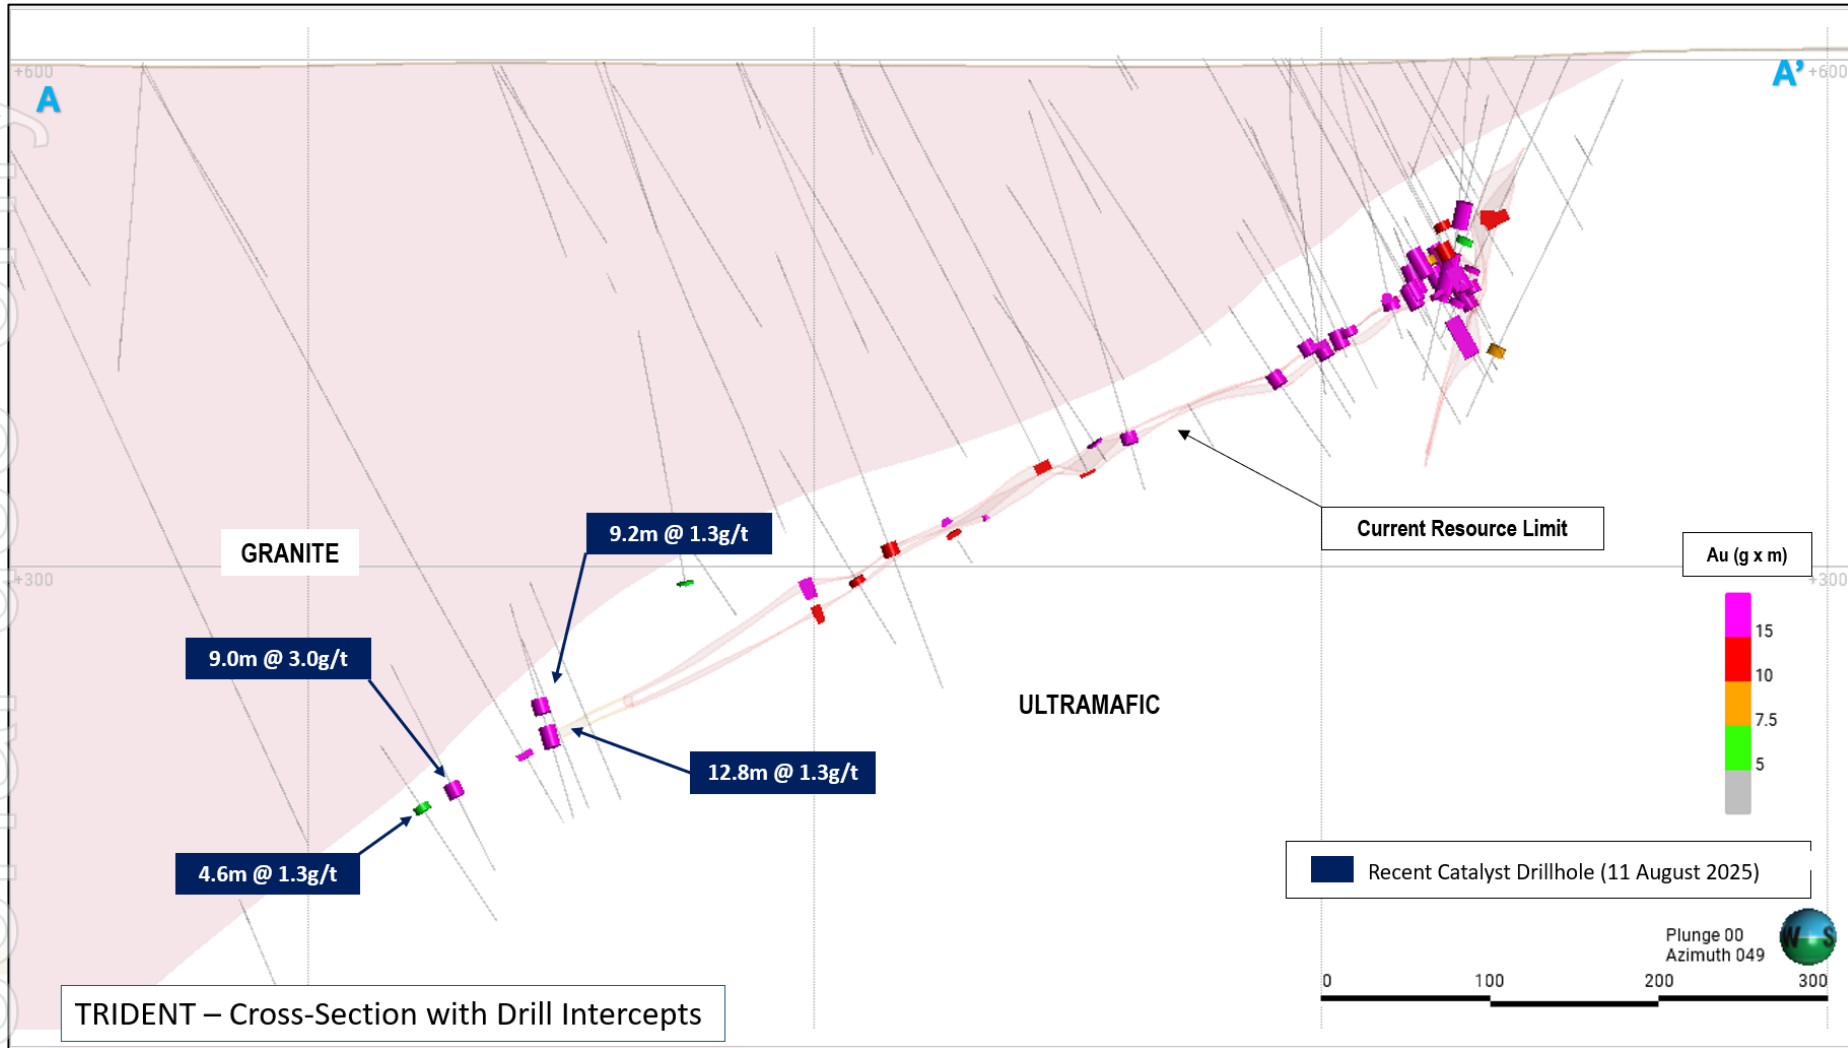 +600
+600
A
A'
9.2m @ 1.3g/t
GRANITE
Current Resource Limit
Au (g x m)
+300
+300
15
9.0m @ 3.0g/t
10
ULTRAMAFIC
7.5
12.8m @ 1.3g/t
5
4.6m @ 1.3g/t
Recent Catalyst Drillhole (11 August 2025)
Plunge 00
Azimuth 049
W S
0 100 200 300
TRIDENT – Cross-Section with Drill Intercepts